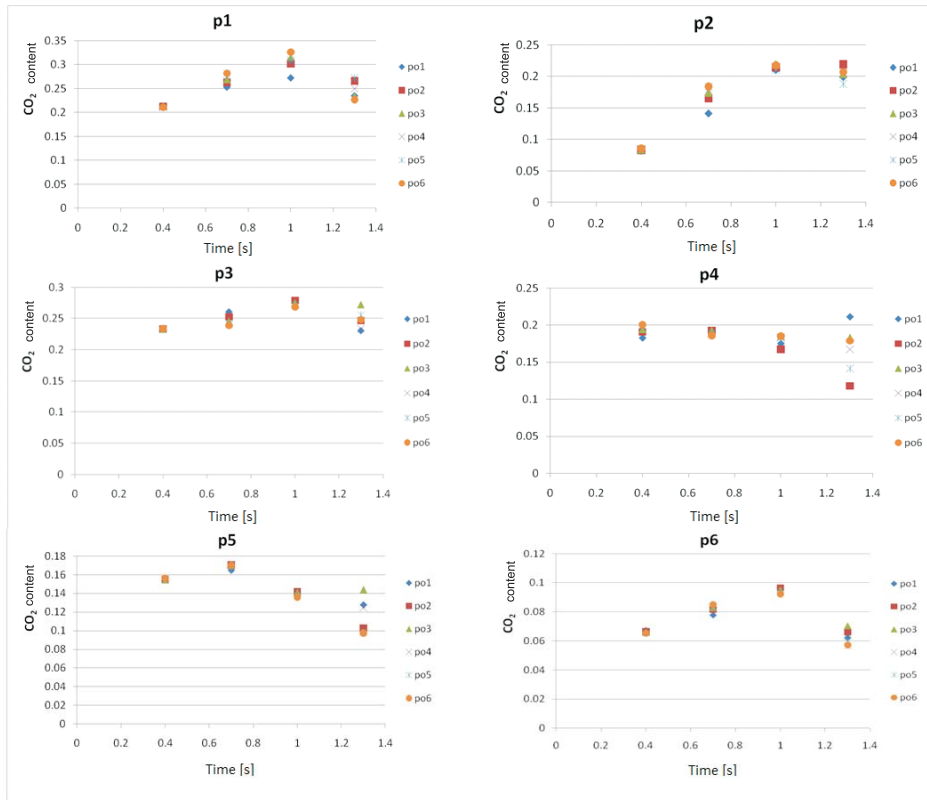 p1
0.35
0.3
0.25
0.2
0.15
0.1
0.05
0
CO2 content
0 0.2 0.4 0.6 0.8 1 1.2 1.4
Time [s]
po1
po2
po3
po4
po5
po6
p2
0.25
0.2
0.15
0.1
0.05
0
CO2 content
0 0.2 0.4 0.6 0.8 1 1.2 1.4
Time [s]
po1
po2
po3
po4
po5
po6
p3
0.3
0.25
0.2
0.15
0.1
0.05
0
CO2 content
0 0.2 0.4 0.6 0.8 1 1.2 1.4
Time [s]
po1
po2
po3
po4
po5
po6
p4
0.25
0.2
0.15
0.1
0.05
0
CO2 content
0 0.2 0.4 0.6 0.8 1 1.2 1.4
Time [s]
po1
po2
po3
po4
po5
po6
p5
0.18
0.16
0.14
0.12
0.1
0.08
0.06
0.04
0.02
0
CO2 content
0 0.2 0.4 0.6 0.8 1 1.2 1.4
Time [s]
po1
po2
po3
po4
po5
po6
p6
0.12
0.1
0.08
0.06
0.04
0.02
0
CO2 content
0 0.2 0.4 0.6 0.8 1 1.2 1.4
Time [s]
po1
po2
po3
po4
po5
po6